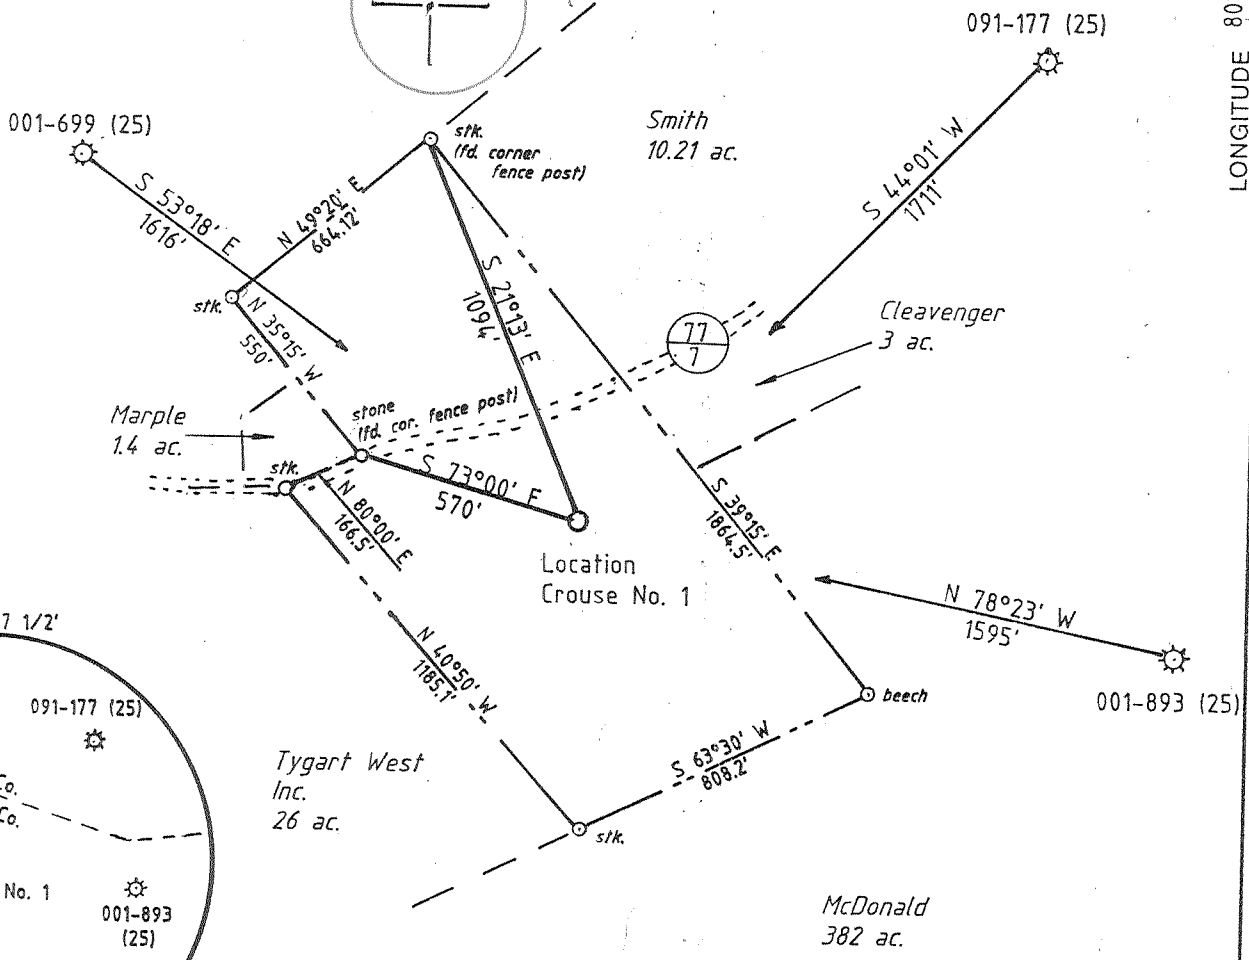 091-177 (25)
LONGITUDE 80
001-699 (25)
stk.
(fd. corner
fence post)
Smith
10.21 ac.
S 44°01' W
1711'
S 53°18' E
1616'
N 49°20' E
664.12'
S 21°13' E
1094'
stk.
N 35°15' W
550'
77
7
Cleavenger
3 ac.
Marple
1.4 ac.
stone
(fd. cor. fence post)
stk.
S 73°00' E
570'
N 80°00' E
166.5'
S 39°15' E
1864.5'
Location
Crouse No. 1
N 78°23' W
1595'
001-893 (25)
7 1/2'
N 40°50' W
1185.1'
beech
091-177 (25)
S 63°30' W
808.2'
Tygart West
Inc.
26 ac.
Co.
Co.
stk.
No. 1
001-893
(25)
McDonald
382 ac.